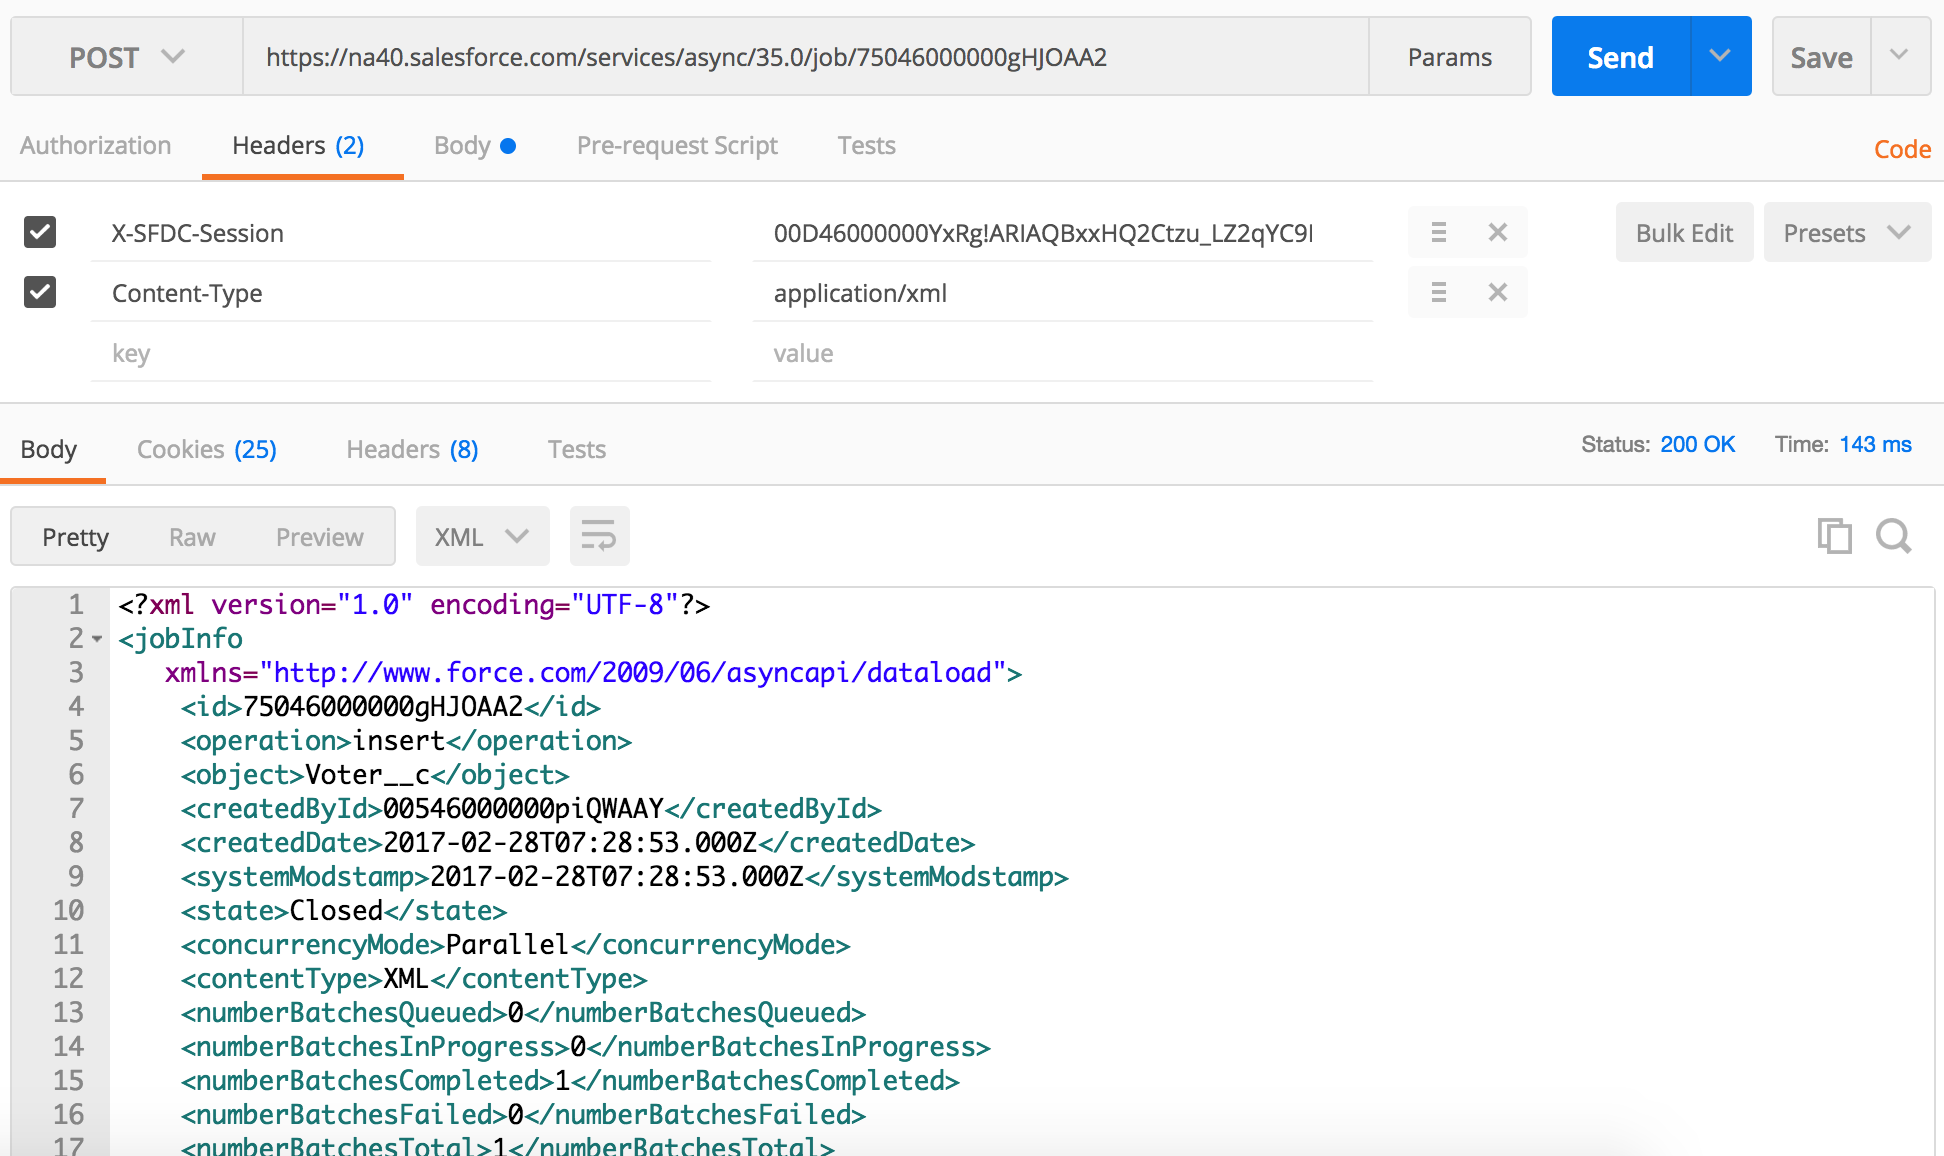 POST https://na40.salesforce.com/services/async/35.0/job/75046000000gHJOAA2 Params Send Save
Authorization Headers (2) Body Pre-request Script Tests Code
X-SFDC-Session 00D46000000YxRg!ARIAQBxxHQ2Ctzu_LZ2qYC9I Bulk Edit Presets
Content-Type application/xml
key value
Body Cookies (25) Headers (8) Tests Status: 200 OK Time: 143 ms
Pretty Raw Preview XML
1 <?xml version="1.0" encoding="UTF-8"?>
2 <jobInfo
3 xmlns="http://www.force.com/2009/06/asyncapi/dataload">
4 <id>75046000000gHJOAA2</id>
5 <operation>insert</operation>
6 <object>Voter__c</object>
7 <createdById>00546000000piQWAAY</createdById>
8 <createdDate>2017-02-28T07:28:53.000Z</createdDate>
9 <systemModstamp>2017-02-28T07:28:53.000Z</systemModstamp>
10 <state>Closed</state>
11 <concurrencyMode>Parallel</concurrencyMode>
12 <contentType>XML</contentType>
13 <numberBatchesQueued>0</numberBatchesQueued>
14 <numberBatchesInProgress>0</numberBatchesInProgress>
15 <numberBatchesCompleted>1</numberBatchesCompleted>
16 <numberBatchesFailed>0</numberBatchesFailed>
17 <numberBatchesTotal>1</numberBatchesTotal>